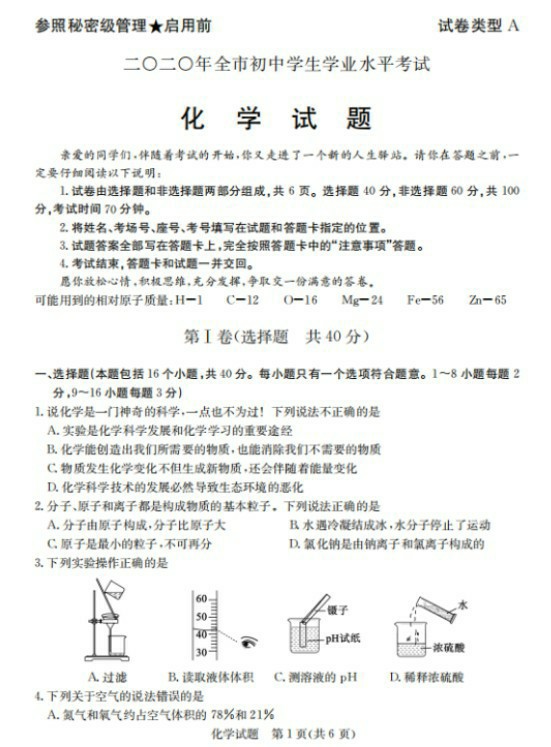 参照秘密级管理★启用前 试卷类型 A
二〇二〇年全市初中学生学业水平考试
化 学 试 题
亲爱的同学们,伴随着考试的开始,你又走进了一个新的人生驿站。请你在答题之前,一
定要仔细阅读以下说明:
1.试卷由选择题和非选择题两部分组成,共 6 页。选择题 40 分,非选择题 60 分,共 100
分,考试时间 70 分钟。
2.将姓名、考场号、座号、考号填写在试题和答题卡指定的位置。
3.试题答案全部写在答题卡上,完全按照答题卡中的“注意事项”答题。
4.考试结束,答题卡和试题一并交回。
愿你放松心情,积极思维,充分发挥,争取交一份满意的答卷。
可能用到的相对原子质量:H—1 C—12 O—16 Mg—24 Fe—56 Zn—65
第Ⅰ卷(选择题 共 40 分)
一、选择题(本题包括 16 个小题,共 40 分。每小题只有一个选项符合题意。1～8 小题每题 2
分,9～16 小题每题 3 分)
1.说化学是一门神奇的科学,一点也不为过！下列说法不正确的是
A.实验是化学科学发展和化学学习的重要途经
B.化学能创造出我们所需要的物质,也能消除我们不需要的物质
C.物质发生化学变化不但生成新物质,还会伴随着能量变化
D.化学科学技术的发展必然导致生态环境的恶化
2.分子、原子和离子都是构成物质的基本粒子。下列说法正确的是
A.分子由原子构成,分子比原子大 B.水遇冷凝结成冰,水分子停止了运动
C.原子是最小的粒子,不可再分 D.氯化钠是由钠离子和氯离子构成的
3.下列实验操作正确的是
60
50
40
30
镊子
pH试纸
水
浓硫酸
A.过滤 B.读取液体体积 C.测溶液的 pH D.稀释浓硫酸
4.下列关于空气的说法错误的是
A.氮气和氧气约占空气体积的 78%和 21%
化学试题 第 1 页(共 6 页)